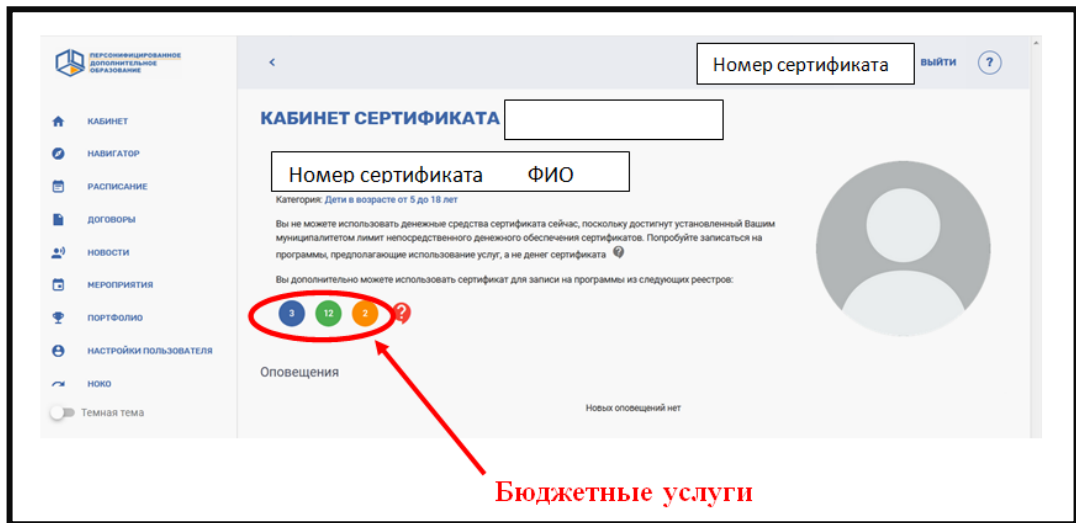 ПЕРСОНИФИЦИРОВАННОЕ
ДОПОЛНИТЕЛЬНОЕ
ОБРАЗОВАНИЕ
Номер сертификата
ВЫЙТИ
?
КАБИНЕТ СЕРТИФИКАТА
КАБИНЕТ
НАВИГАТОР
РАСПИСАНИЕ
ДОГОВОРЫ
НОВОСТИ
МЕРОПРИЯТИЯ
ПОРТФОЛИО
НАСТРОЙКИ ПОЛЬЗОВАТЕЛЯ
НОКО
Темная тема
Номер сертификата ФИО
Категория: Дети в возрасте от 5 до 18 лет
Вы не можете использовать денежные средства сертификата сейчас, поскольку достигнут установленный Вашим
муниципалитетом лимит непосредственного денежного обеспечения сертификатов. Попробуйте записаться на
программы, предполагающие использование услуг, а не денег сертификата ?
Вы дополнительно можете использовать сертификат для записи на программы из следующих реестров:
3 12 2 ?
Оповещения
Новых оповещений нет
Бюджетные услуги